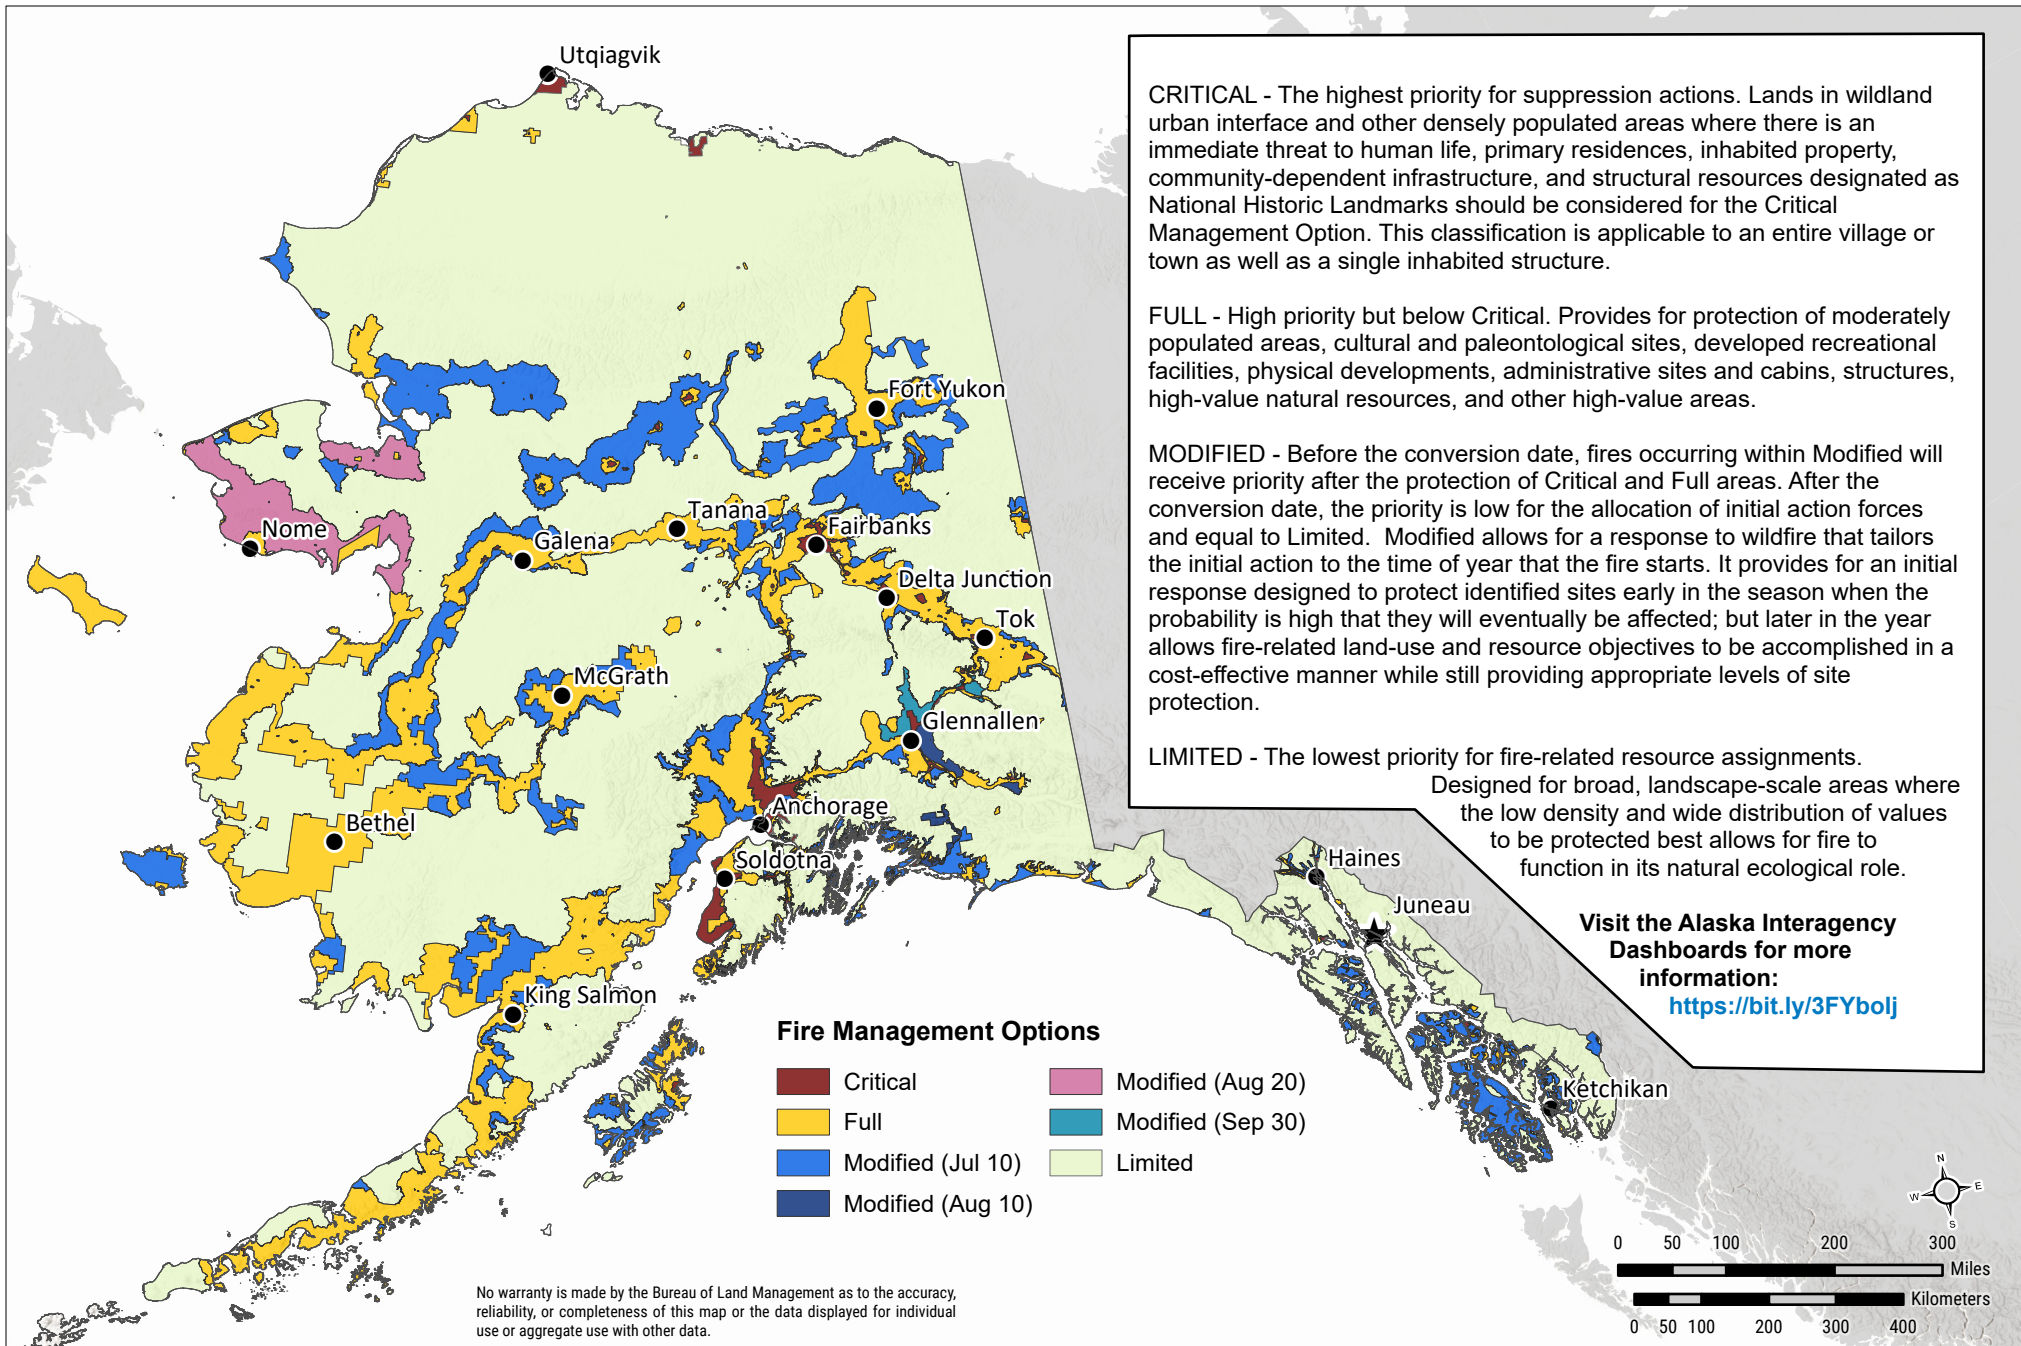 Utqiagvik
CRITICAL - The highest priority for suppression actions. Lands in wildland
urban interface and other densely populated areas where there is an
immediate threat to human life, primary residences, inhabited property,
community-dependent infrastructure, and structural resources designated as
National Historic Landmarks should be considered for the Critical
Management Option. This classification is applicable to an entire village or
town as well as a single inhabited structure.
FULL - High priority but below Critical. Provides for protection of moderately
populated areas, cultural and paleontological sites, developed recreational
facilities, physical developments, administrative sites and cabins, structures,
high-value natural resources, and other high-value areas.
MODIFIED - Before the conversion date, fires occurring within Modified will
receive priority after the protection of Critical and Full areas. After the
conversion date, the priority is low for the allocation of initial action forces
and equal to Limited.  Modified allows for a response to wildfire that tailors
the initial action to the time of year that the fire starts. It provides for an initial
response designed to protect identified sites early in the season when the
probability is high that they will eventually be affected; but later in the year
allows fire-related land-use and resource objectives to be accomplished in a
cost-effective manner while still providing appropriate levels of site
protection.
LIMITED - The lowest priority for fire-related resource assignments.
Designed for broad, landscape-scale areas where
the low density and wide distribution of values
to be protected best allows for fire to
function in its natural ecological role.
Visit the Alaska Interagency
Dashboards for more
information:
https://bit.ly/3FYbolj
Fort Yukon
Tanana
Nome
Galena
Fairbanks
Delta Junction
Tok
McGrath
Glennallen
Anchorage
Bethel
Soldotna
Haines
Juneau
King Salmon
Ketchikan
Fire Management Options
Critical
Full
Modified (Jul 10)
Modified (Aug 10)
Modified (Aug 20)
Modified (Sep 30)
Limited
N
W
E
S
0 50 100 200 300
Miles
Kilometers
0 50 100 200 300 400
No warranty is made by the Bureau of Land Management as to the accuracy,
reliability, or completeness of this map or the data displayed for individual
use or aggregate use with other data.